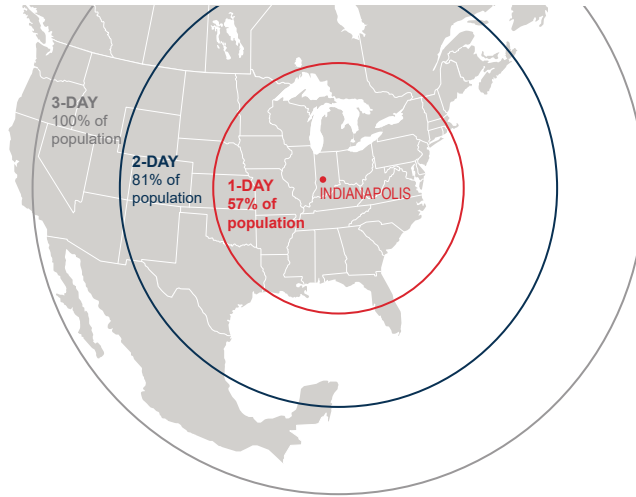 3-DAY
100% of
population
2-DAY
81% of
population
1-DAY
57% of
population
INDIANAPOLIS